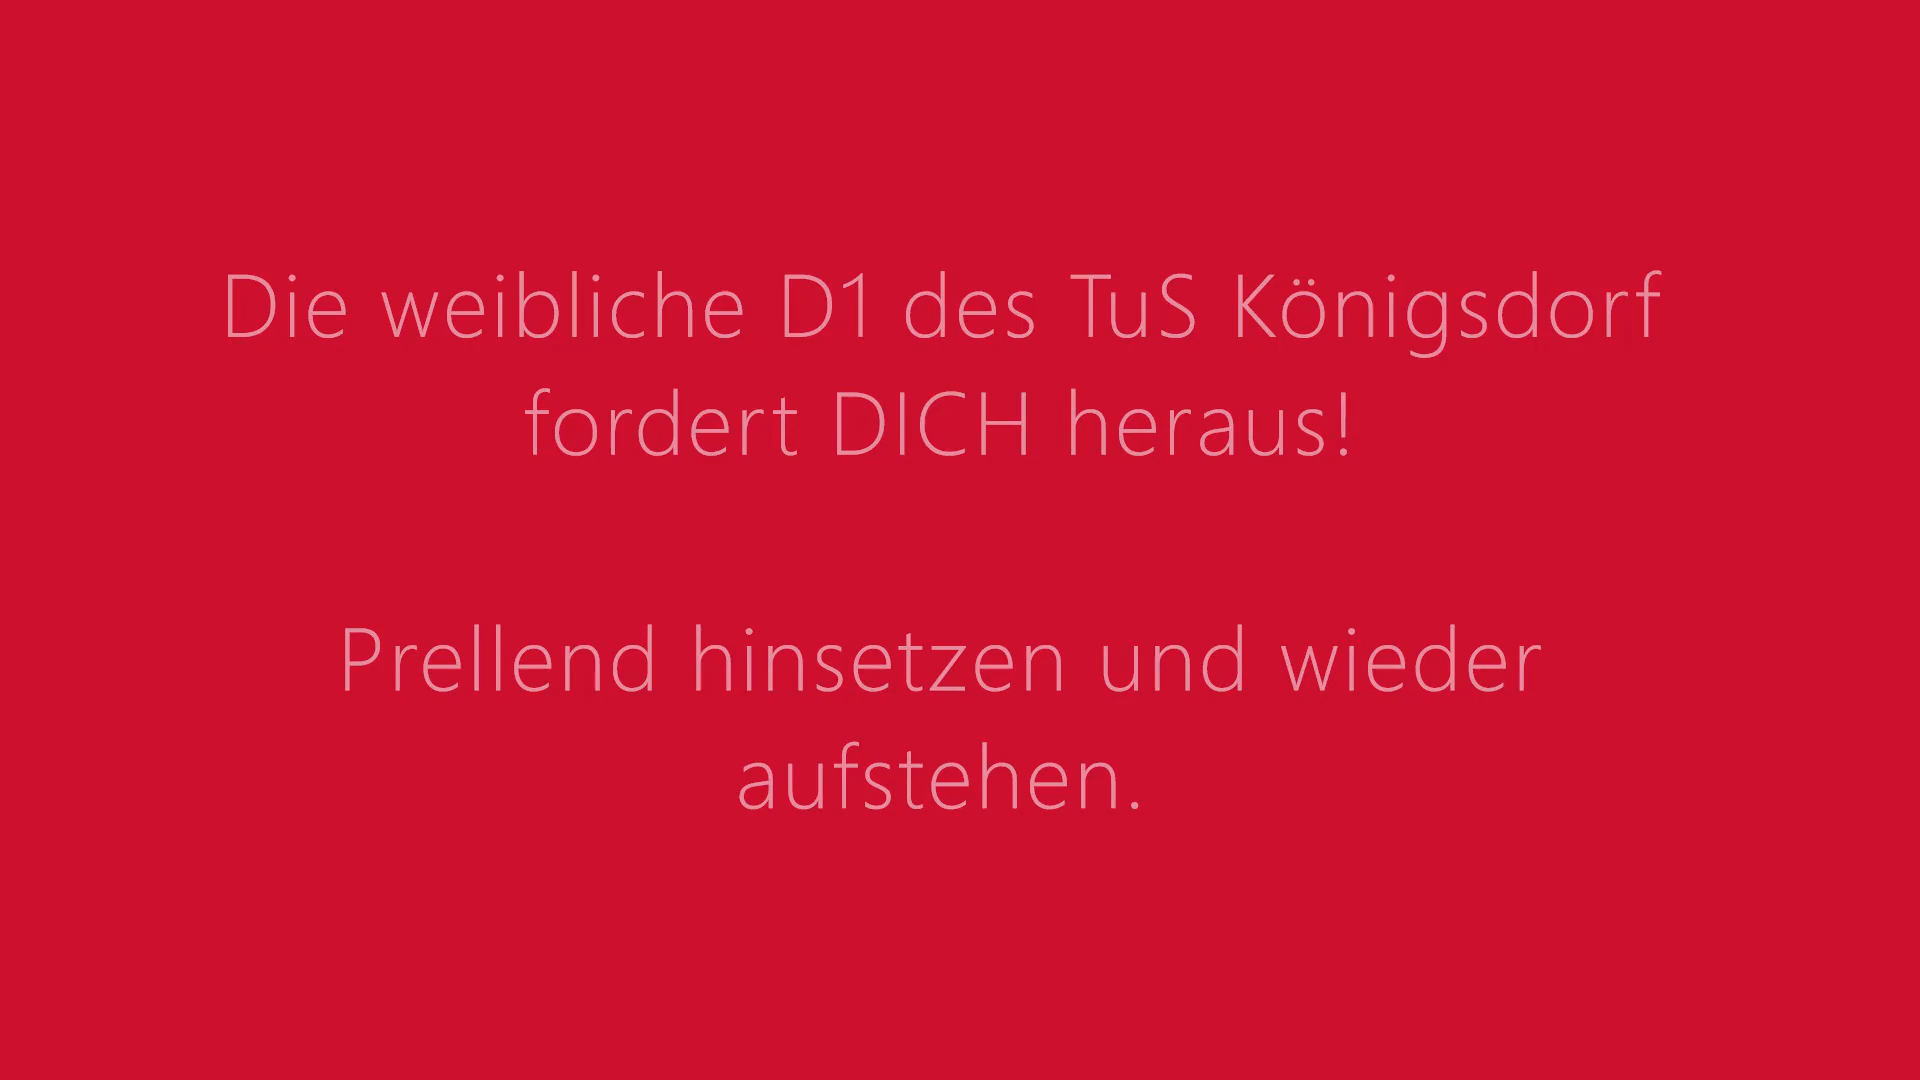 Die weibliche D1 des TuS Königsdorf
fordert DICH heraus!
Prellend hinsetzen und wieder
aufstehen.